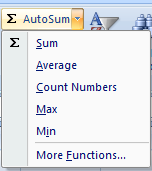 Σ AutoSum
Σ Sum
Average
Count Numbers
Max
Min
More Functions...